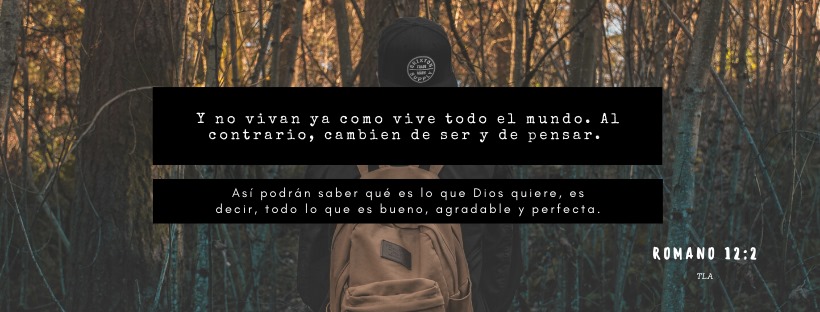 Y no vivan ya como vive todo el mundo. Al
contrario, cambien de ser y de pensar.
Así podrán saber qué es lo que Dios quiere, es
decir, todo lo que es bueno, agradable y perfecta.
ROMANO 12:2
TLA